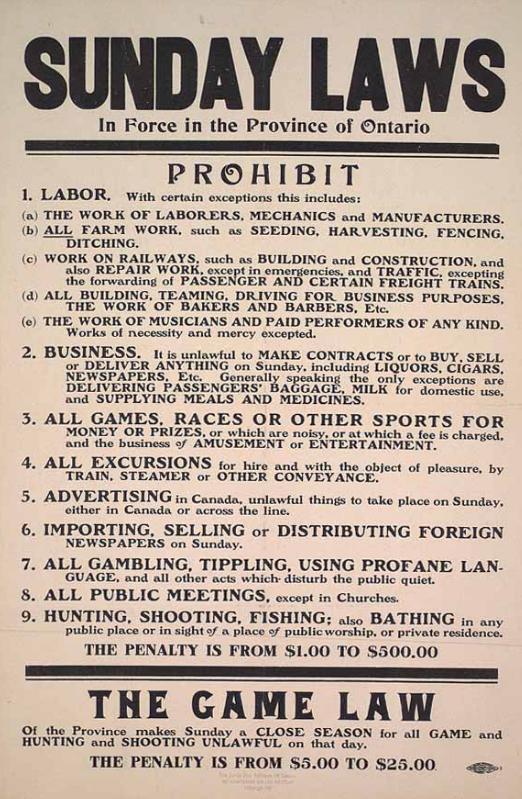 SUNDAY LAWS
In Force in the Province of Ontario
PROHIBIT
1. LABOR. With certain exceptions this includes:
(a) THE WORK OF LABORERS, MECHANICS and MANUFACTURERS.
(b) ALL FARM WORK, such as SEEDING, HARVESTING, FENCING,
DITCHING.
(c) WORK ON RAILWAYS, such as BUILDING and CONSTRUCTION, and
also REPAIR WORK, except in emergencies, and TRAFFIC, excepting
the forwarding of PASSENGER AND CERTAIN FREIGHT TRAINS.
(d) ALL BUILDING, TEAMING, DRIVING FOR BUSINESS PURPOSES,
THE WORK OF BAKERS AND BARBERS, Etc.
(e) THE WORK OF MUSICIANS AND PAID PERFORMERS OF ANY KIND.
Works of necessity and mercy excepted.
2. BUSINESS. It is unlawful to MAKE CONTRACTS or to BUY, SELL
or DELIVER ANYTHING on Sunday, including LIQUORS, CIGARS,
NEWSPAPERS, Etc. Generally speaking the only exceptions are
DELIVERING PASSENGERS' BAGGAGE, MILK for domestic use,
and SUPPLYING MEALS AND MEDICINES.
3. ALL GAMES, RACES OR OTHER SPORTS FOR
MONEY OR PRIZES, or which are noisy, or at which a fee is charged,
and the business of AMUSEMENT or ENTERTAINMENT.
4. ALL EXCURSIONS for hire and with the object of pleasure, by
TRAIN, STEAMER or OTHER CONVEYANCE.
5. ADVERTISING in Canada, unlawful things to take place on Sunday,
either in Canada or across the line.
6. IMPORTING, SELLING or DISTRIBUTING FOREIGN
NEWSPAPERS on Sunday.
7. ALL GAMBLING, TIPPLING, USING PROFANE LAN-
GUAGE, and all other acts which disturb the public quiet.
8. ALL PUBLIC MEETINGS, except in Churches.
9. HUNTING, SHOOTING, FISHING; also BATHING in any
public place or in sight of a place of public worship, or private residence.
THE PENALTY IS FROM $1.00 TO $500.00
THE GAME LAW
Of the Province makes Sunday a CLOSE SEASON for all GAME and
HUNTING and SHOOTING UNLAWFUL on that day.
THE PENALTY IS FROM $5.00 TO $25.00